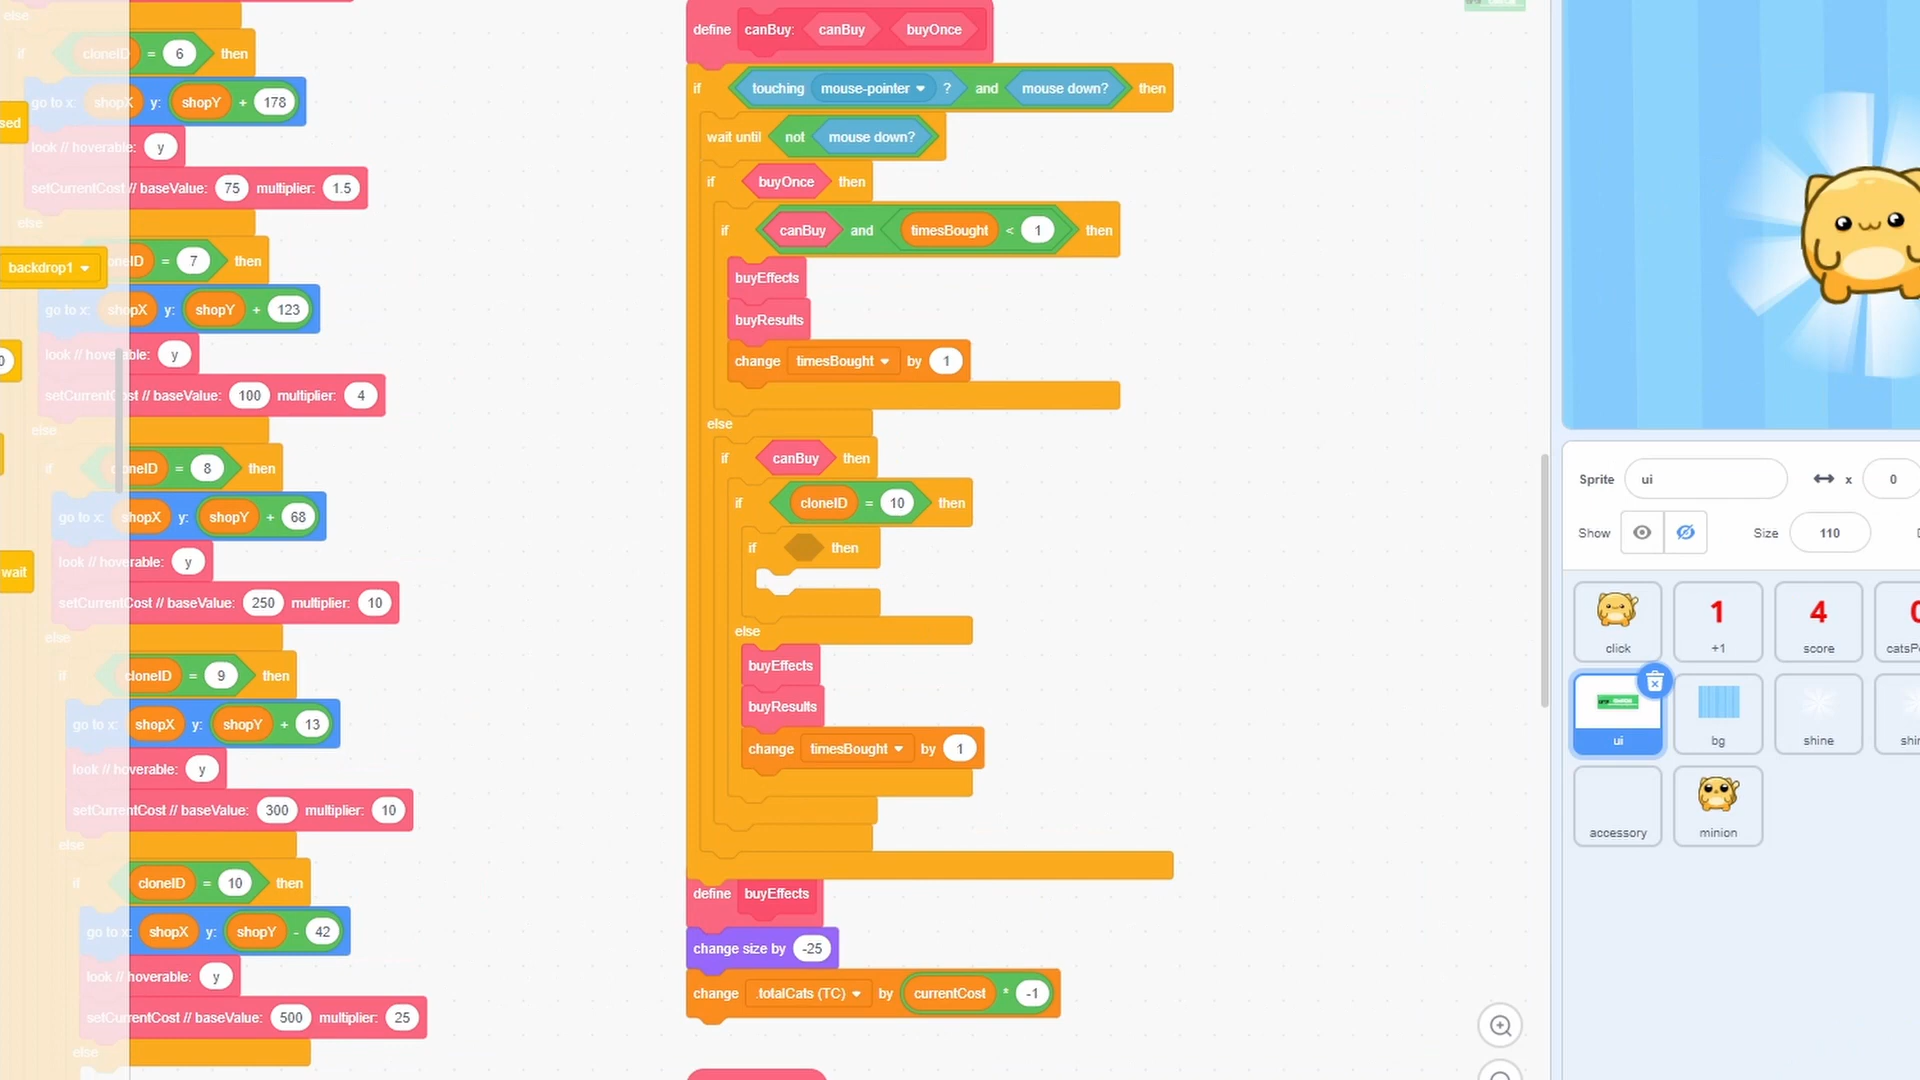 else
if cloneID = 6 then
go to x: shopX y: shopY + 178
sed
look // hoverable: y
setCurrentCost // baseValue: 75 multiplier: 1.5
else
backdrop1
neID = 7 then
go to x: shopX y: shopY + 123
look // hoverable: y
0
setCurrentCost // baseValue: 100 multiplier: 4
else
if cloneID = 8 then
go to x: shopX y: shopY + 68
look // hoverable: y
wait
setCurrentCost // baseValue: 250 multiplier: 10
else
if cloneID = 9 then
go to x: shopX y: shopY + 13
look // hoverable: y
setCurrentCost // baseValue: 300 multiplier: 10
else
if cloneID = 10 then
go to x: shopX y: shopY - 42
look // hoverable: y
setCurrentCost // baseValue: 500 multiplier: 25
else
define canBuy: canBuy buyOnce
if touching mouse-pointer ? and mouse down? then
wait until not mouse down?
if buyOnce then
if canBuy and timesBought < 1 then
buyEffects
buyResults
change timesBought by 1
else
if canBuy then
if cloneID = 10 then
if then
else
buyEffects
buyResults
change timesBought by 1
define buyEffects
change size by -25
change .totalCats (TC) by currentCost * -1
Sprite ui x 0
Show Size 110
click
1
+1
4
score
catsP
ui
bg
shine
shi
accessory
minion